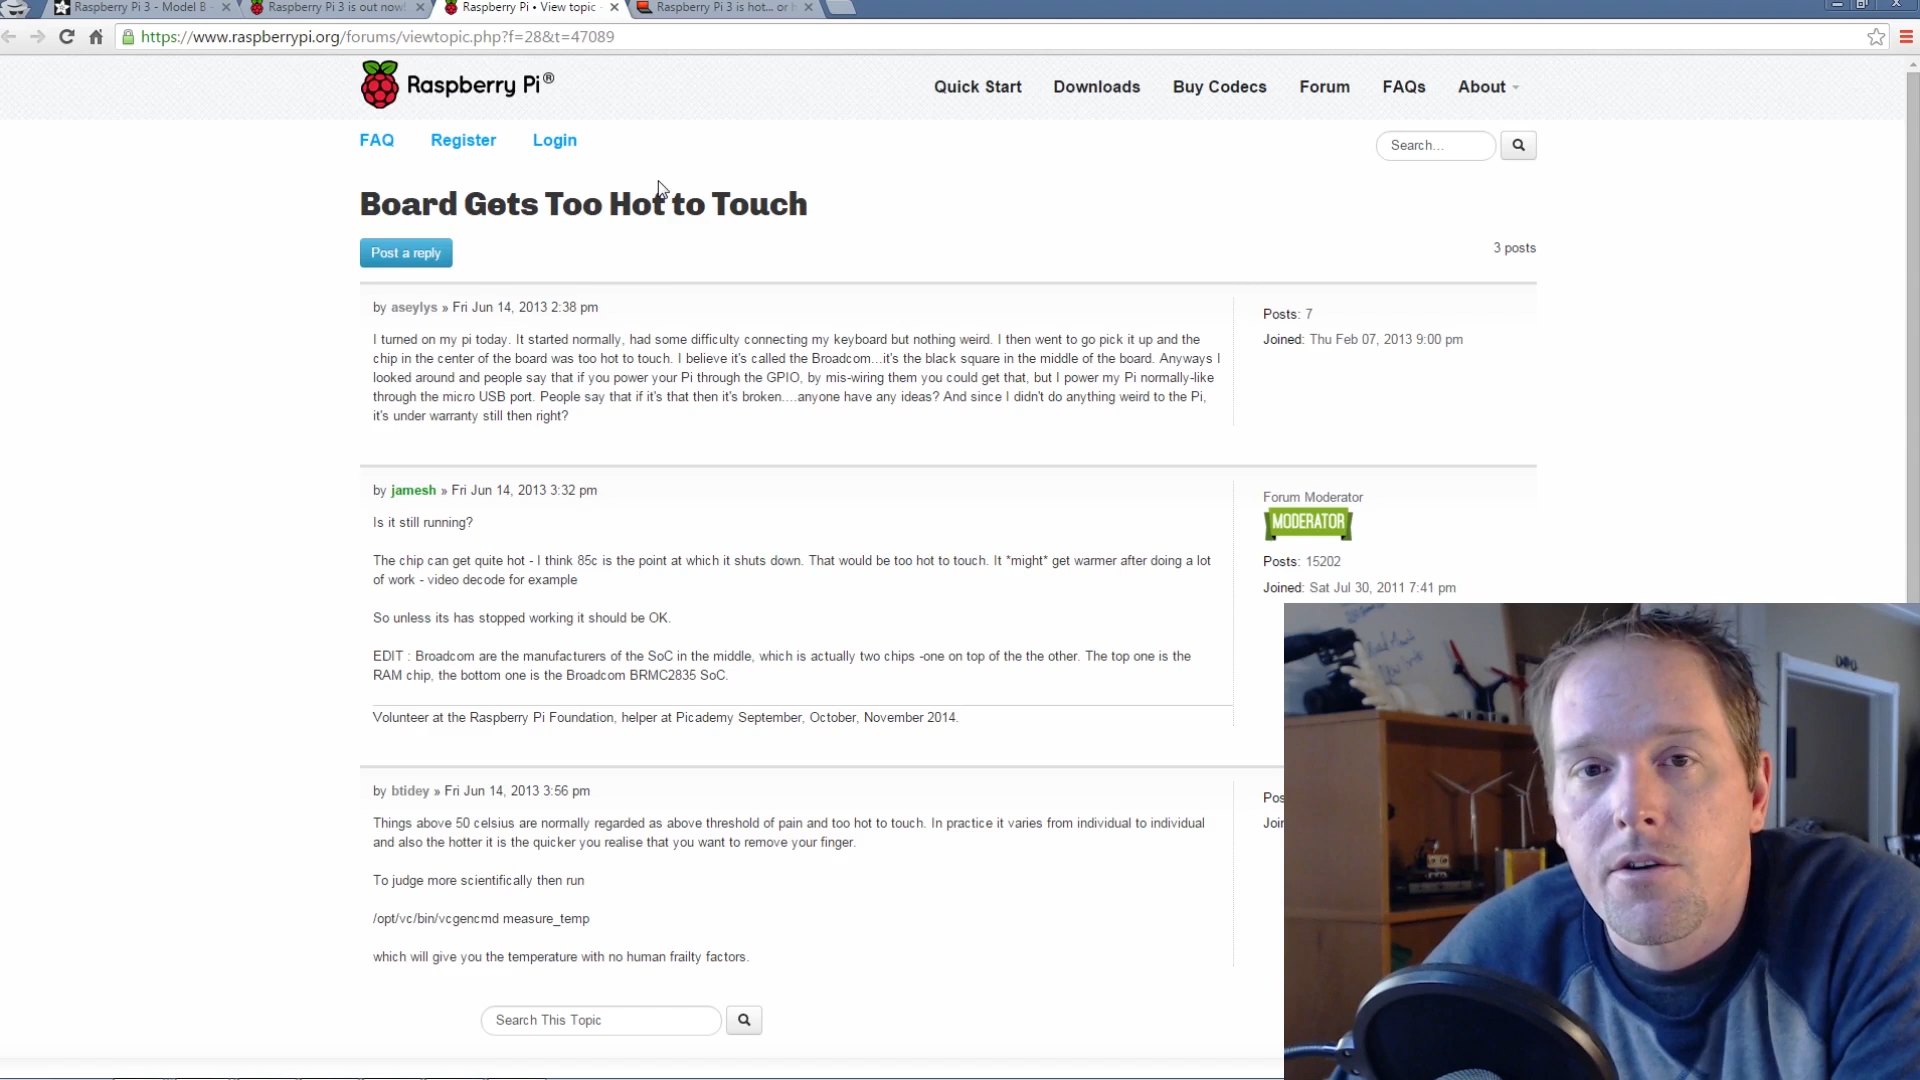 Raspberry Pi 3 - Model B -
Raspberry Pi 3 is out now!
Raspberry Pi • View topic -
Raspberry Pi 3 is hot... or h
https://www.raspberrypi.org/forums/viewtopic.php?f=28&t=47089
Raspberry Pi®
Quick Start
Downloads
Buy Codecs
Forum
FAQs
About
FAQ
Register
Login
Search...
Board Gets Too Hot to Touch
Post a reply
3 posts
by aseylys » Fri Jun 14, 2013 2:38 pm
Posts: 7
Joined: Thu Feb 07, 2013 9:00 pm
I turned on my pi today. It started normally, had some difficulty connecting my keyboard but nothing weird. I then went to go pick it up and the
chip in the center of the board was too hot to touch. I believe it's called the Broadcom...it's the black square in the middle of the board. Anyways I
looked around and people say that if you power your Pi through the GPIO, by mis-wiring them you could get that, but I power my Pi normally-like
through the micro USB port. People say that if it's that then it's broken....anyone have any ideas? And since I didn't do anything weird to the Pi,
it's under warranty still then right?
by jamesh » Fri Jun 14, 2013 3:32 pm
Forum Moderator
MODERATOR
Posts: 15202
Joined: Sat Jul 30, 2011 7:41 pm
Is it still running?
The chip can get quite hot - I think 85c is the point at which it shuts down. That would be too hot to touch. It *might* get warmer after doing a lot
of work - video decode for example
So unless its has stopped working it should be OK.
EDIT : Broadcom are the manufacturers of the SoC in the middle, which is actually two chips -one on top of the the other. The top one is the
RAM chip, the bottom one is the Broadcom BRMC2835 SoC.
Volunteer at the Raspberry Pi Foundation, helper at Picademy September, October, November 2014.
by btidey » Fri Jun 14, 2013 3:56 pm
Pos
Joir
Things above 50 celsius are normally regarded as above threshold of pain and too hot to touch. In practice it varies from individual to individual
and also the hotter it is the quicker you realise that you want to remove your finger.
To judge more scientifically then run
/opt/vc/bin/vcgencmd measure_temp
which will give you the temperature with no human frailty factors.
Search This Topic